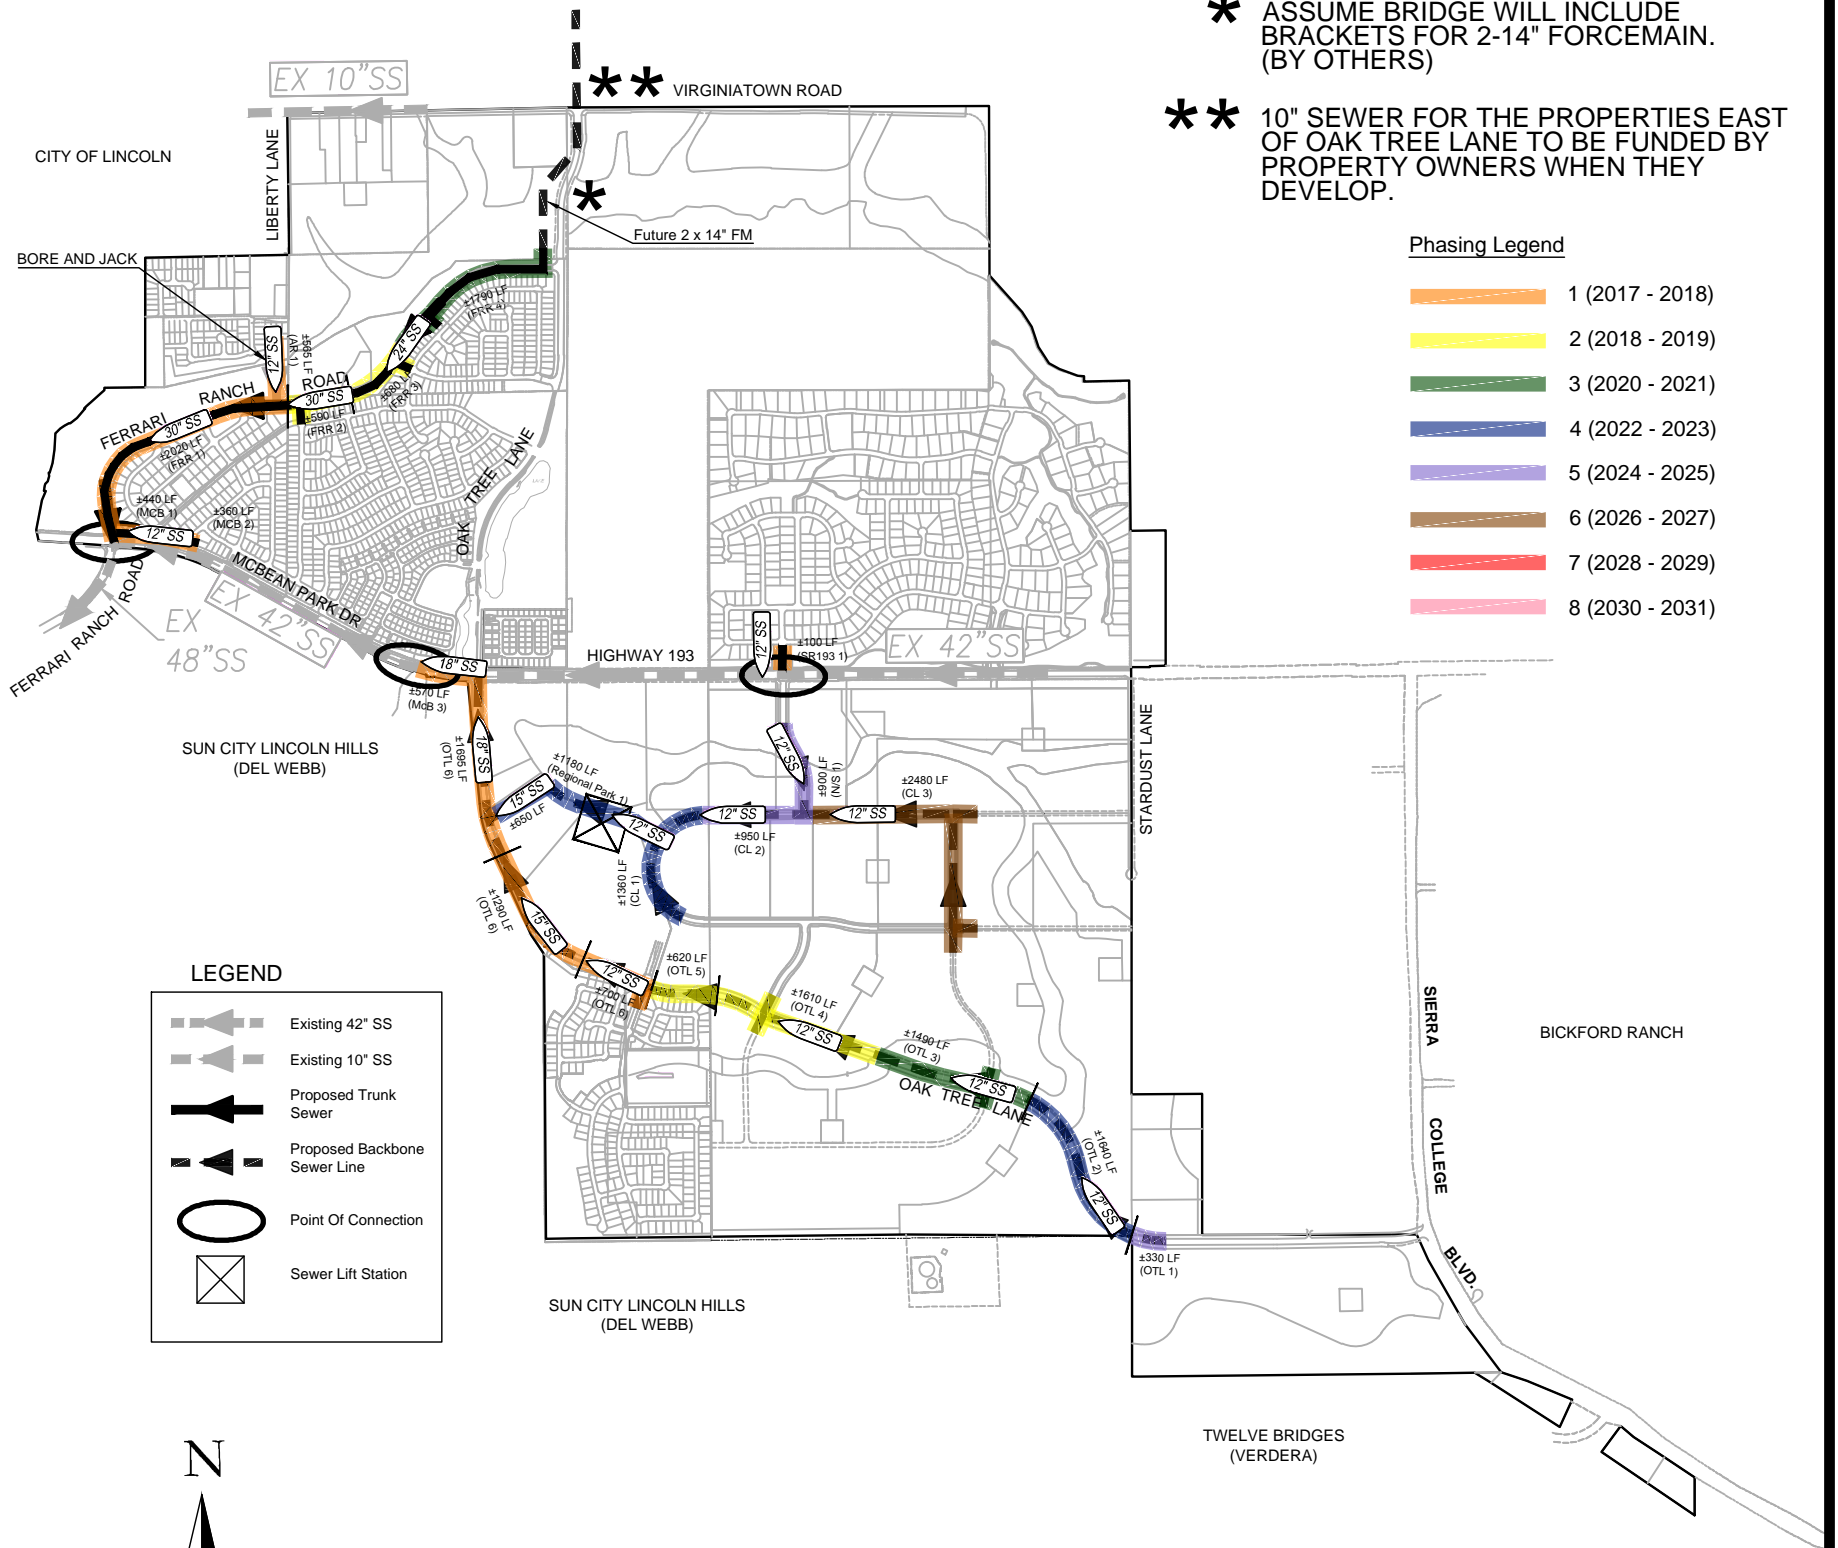 * ASSUME BRIDGE WILL INCLUDE
BRACKETS FOR 2-14" FORCEMAIN.
(BY OTHERS)
** 10" SEWER FOR THE PROPERTIES EAST
OF OAK TREE LANE TO BE FUNDED BY
PROPERTY OWNERS WHEN THEY
DEVELOP.
Phasing Legend
1 (2017 - 2018)
2 (2018 - 2019)
3 (2020 - 2021)
4 (2022 - 2023)
5 (2024 - 2025)
6 (2026 - 2027)
7 (2028 - 2029)
8 (2030 - 2031)
EX 10"SS
** VIRGINIATOWN ROAD
CITY OF LINCOLN
LIBERTY LANE
*
Future 2 x 14" FM
BORE AND JACK
±1790 LF
(FRR 4)
24" SS
12" SS
±565 LF
(AR 1)
FERRARI RANCH ROAD
30" SS
±680 LF
(FRR 3)
±590 LF
(FRR 2)
30" SS
±2020 LF
(FRR 1)
±440 LF
(MCB 1)
±360 LF
(MCB 2)
12" SS
OAK TREE LANE
LAKE
MCBEAN PARK DR
EX 42"SS
FERRARI RANCH ROAD
EX
48"SS
18" SS
±570 LF
(McB 3)
HIGHWAY 193
12" SS
±100 LF
(SR193 1)
EX 42"SS
SUN CITY LINCOLN HILLS
(DEL WEBB)
±1695 LF
(OTL 6)
18" SS
±1180 LF
(Regional Park 1)
15" SS
±650 LF
12" SS
12" SS
±900 LF
(N/S 1)
±2480 LF
(CL 3)
12" SS
12" SS
±950 LF
(CL 2)
±1360 LF
(CL 1)
STARDUST LANE
±1290 LF
(OTL 6)
15" SS
12" SS
±700 LF
(OTL 6)
±620 LF
(OTL 5)
±1610 LF
(OTL 4)
12" SS
±1490 LF
(OTL 3)
12" SS
OAK TREE LANE
±1640 LF
(OTL 2)
12" SS
±330 LF
(OTL 1)
SIERRA
COLLEGE
BLVD.
BICKFORD RANCH
LEGEND
Existing 42" SS
Existing 10" SS
Proposed Trunk
Sewer
Proposed Backbone
Sewer Line
Point Of Connection
Sewer Lift Station
SUN CITY LINCOLN HILLS
(DEL WEBB)
TWELVE BRIDGES
(VERDERA)
N